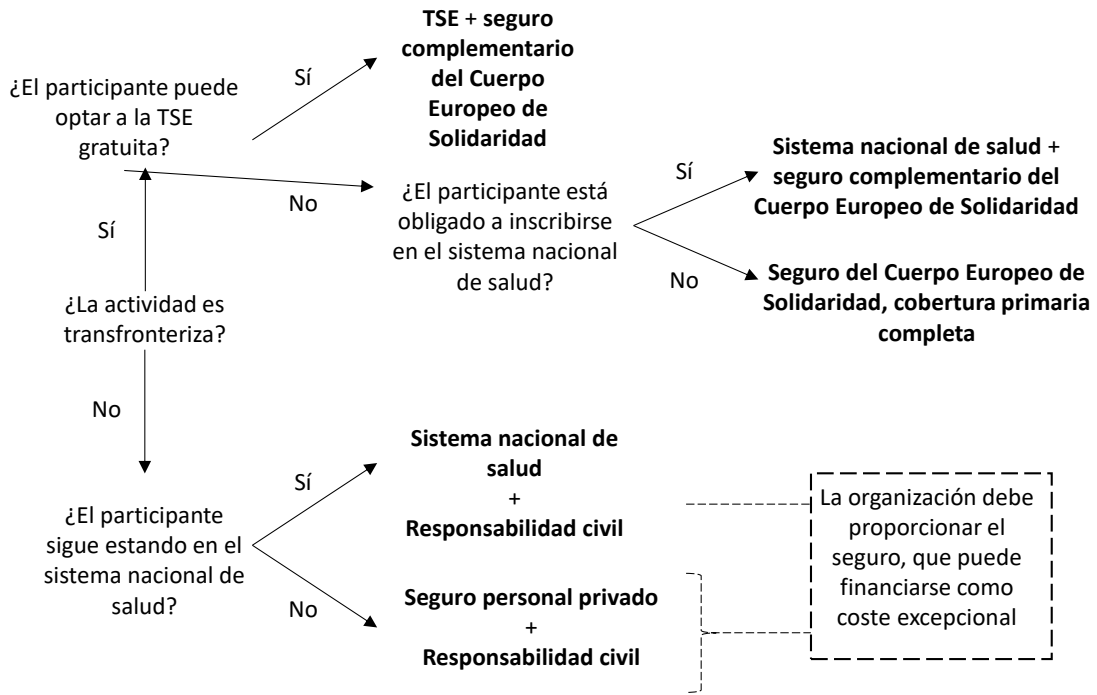 ¿El participante puede
optar a la TSE
gratuita?
Sí
TSE + seguro
complementario
del Cuerpo
Europeo de
Solidaridad
No
¿El participante está
obligado a inscribirse
en el sistema nacional
de salud?
Sí
Sistema nacional de salud +
seguro complementario del
Cuerpo Europeo de Solidaridad
No
Seguro del Cuerpo Europeo de
Solidaridad, cobertura primaria
completa
Sí
¿La actividad es
transfronteriza?
No
¿El participante
sigue estando en el
sistema nacional de
salud?
Sí
Sistema nacional de
salud
+
Responsabilidad civil
No
Seguro personal privado
+
Responsabilidad civil
La organización debe
proporcionar el
seguro, que puede
financiarse como
coste excepcional